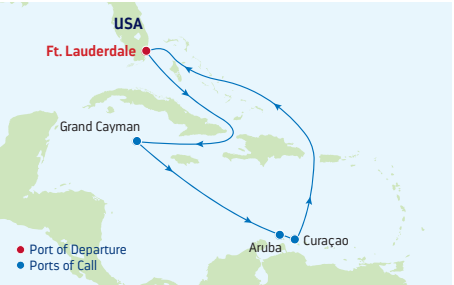 USA
Ft. Lauderdale
Grand Cayman
Aruba
Curaçao
Port of Departure
Ports of Call